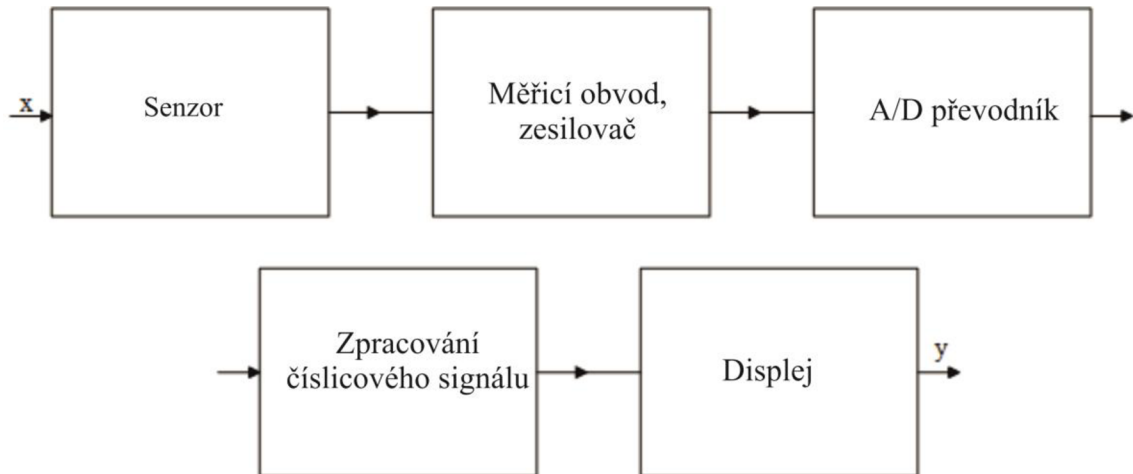 x
Senzor
Měřicí obvod,
zesilovač
A/D převodník
Zpracování
číslicového signálu
Displej
y